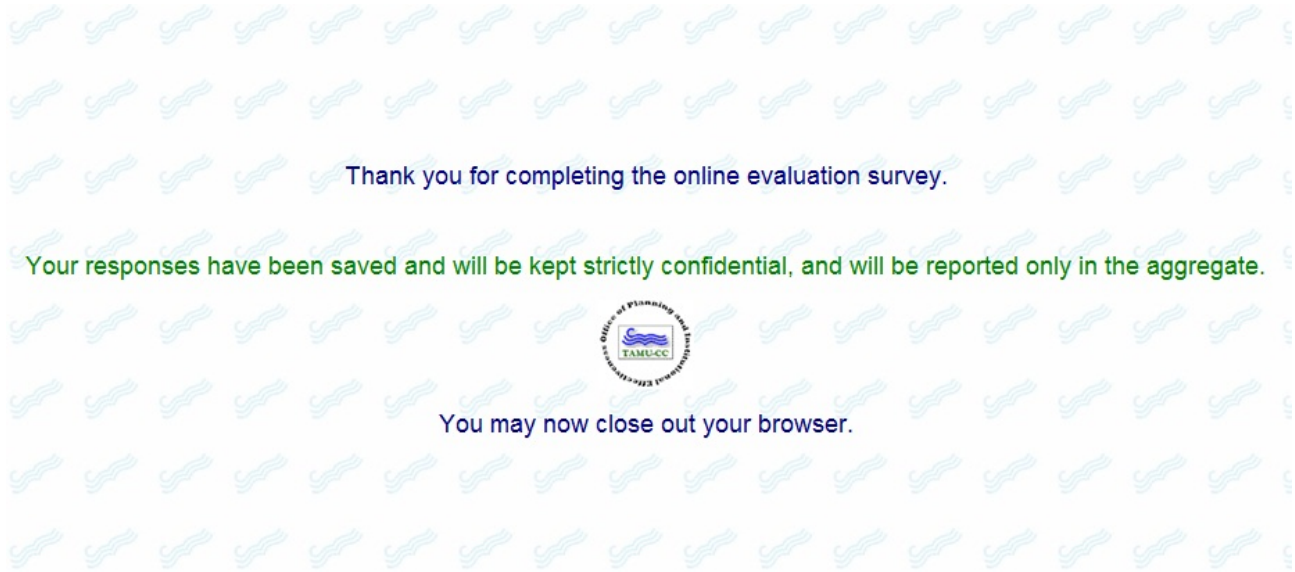 Thank you for completing the online evaluation survey.
Your responses have been saved and will be kept strictly confidential, and will be reported only in the aggregate.
Office of Planning and Institutional Effectiveness
TAMU-CC
You may now close out your browser.